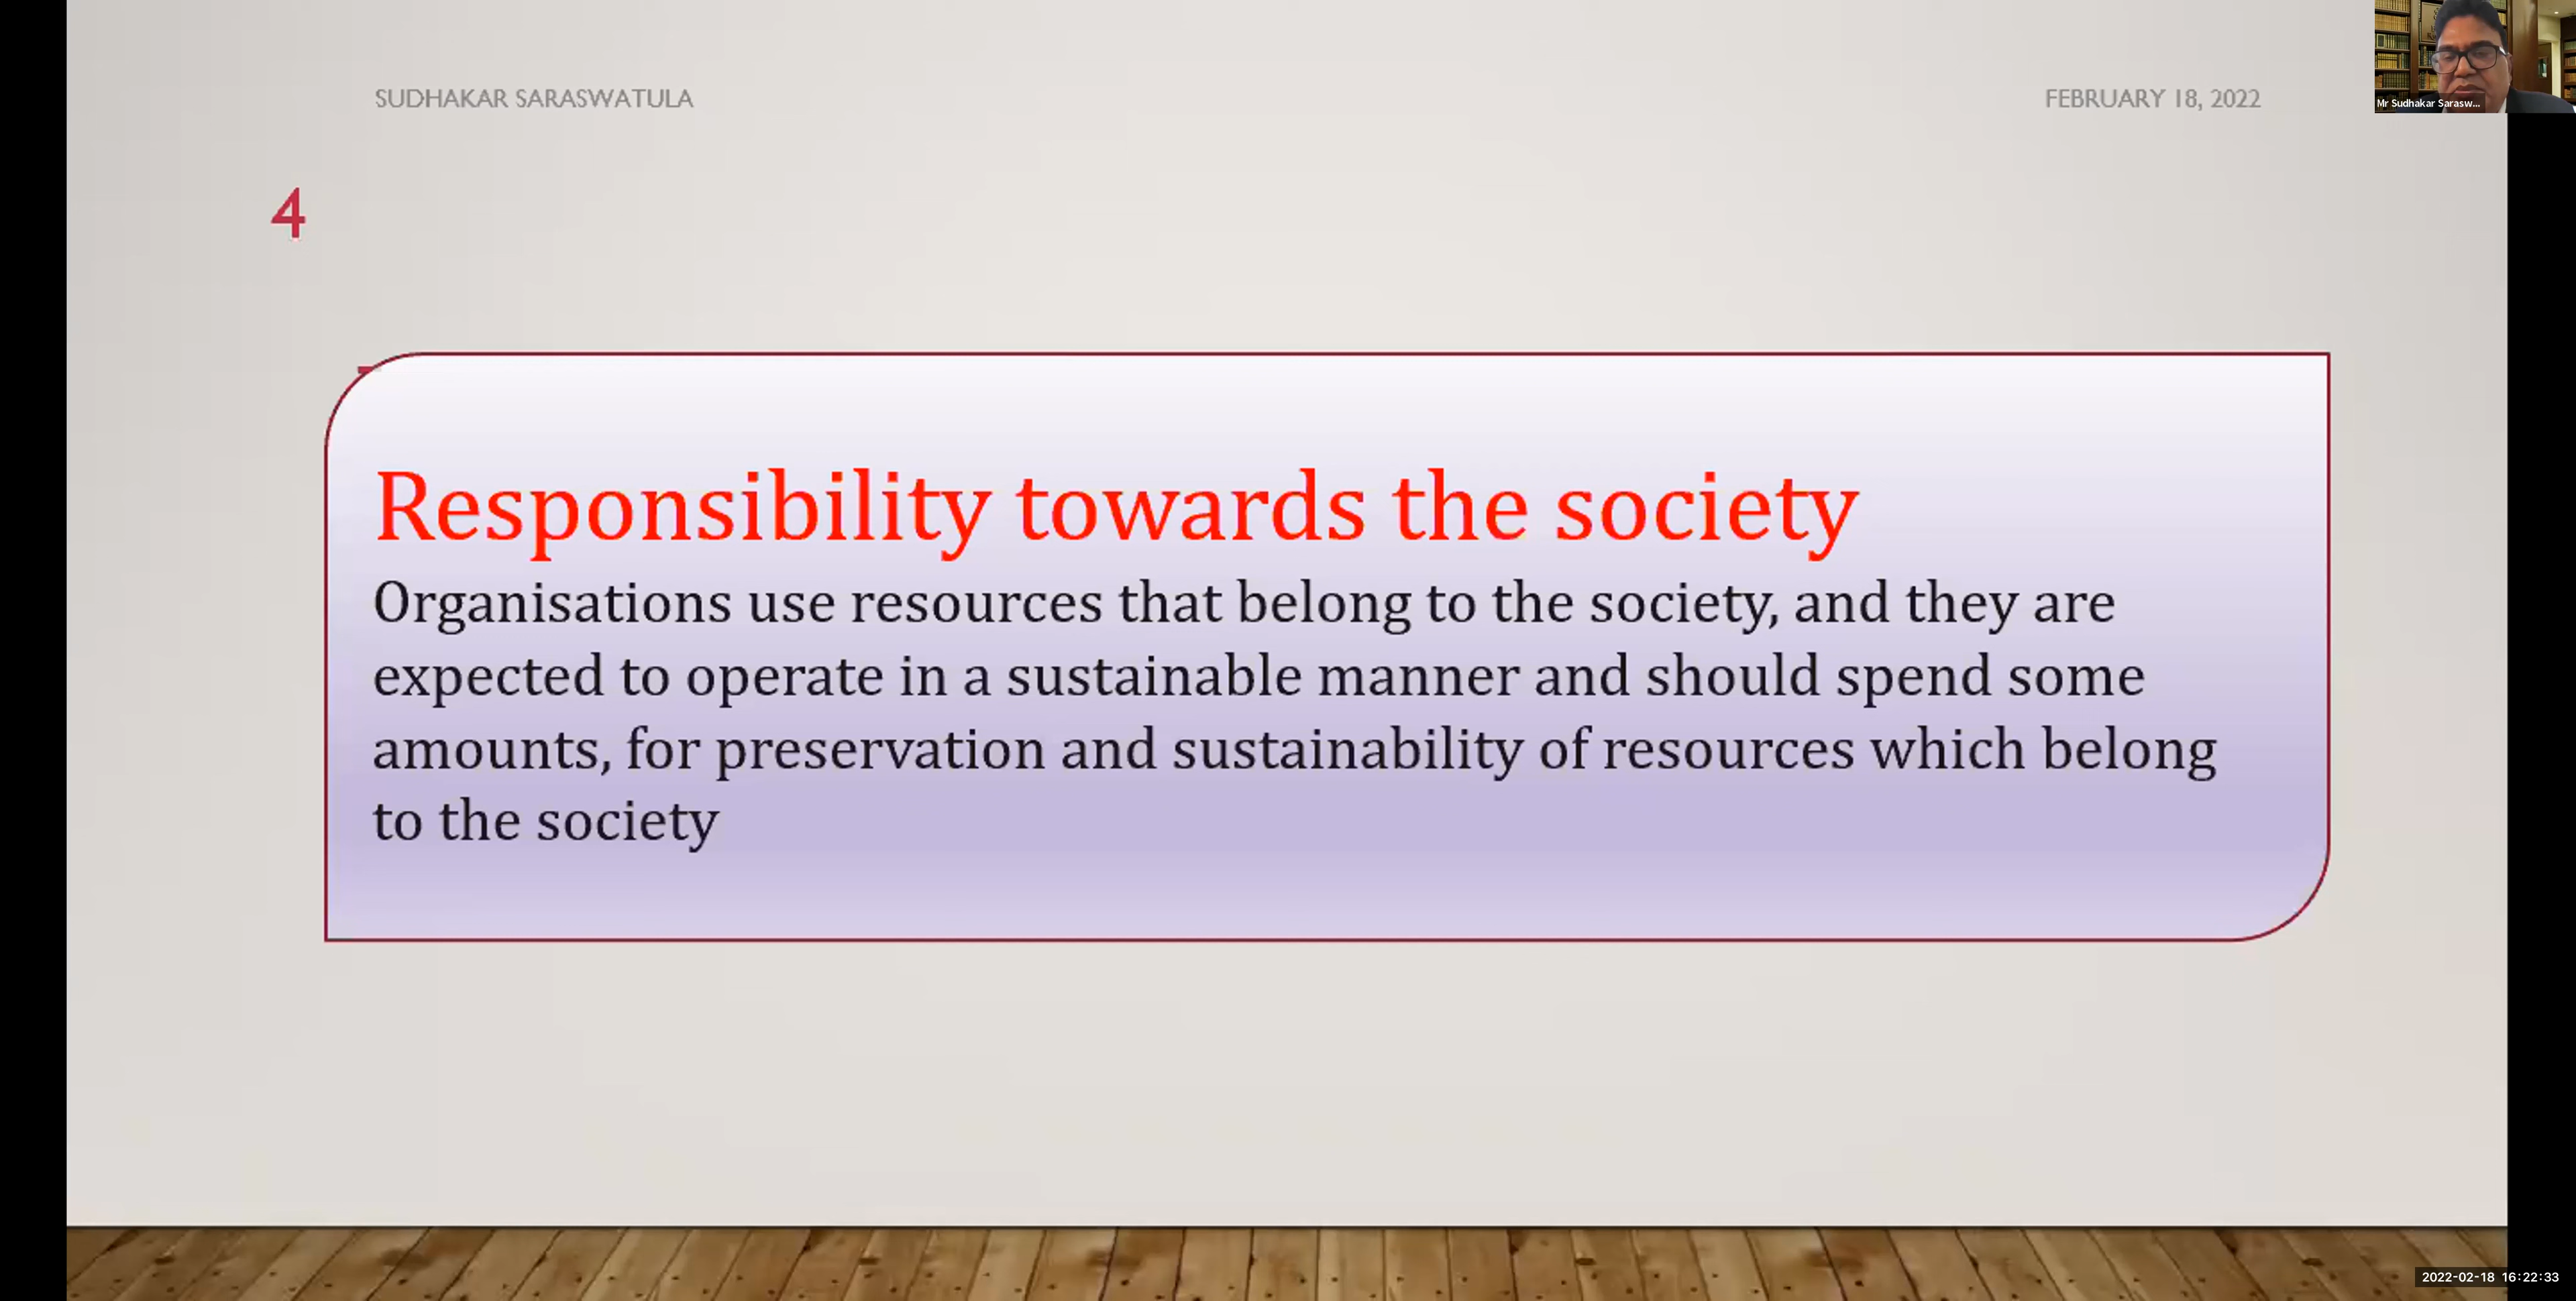 SUDHAKAR SARASWATULA
FEBRUARY 18, 2022
Mr Sudhakar Sarasw...
4
Responsibility towards the society
Organisations use resources that belong to the society, and they are
expected to operate in a sustainable manner and should spend some
amounts, for preservation and sustainability of resources which belong
to the society
2022-02-18 16:22:33